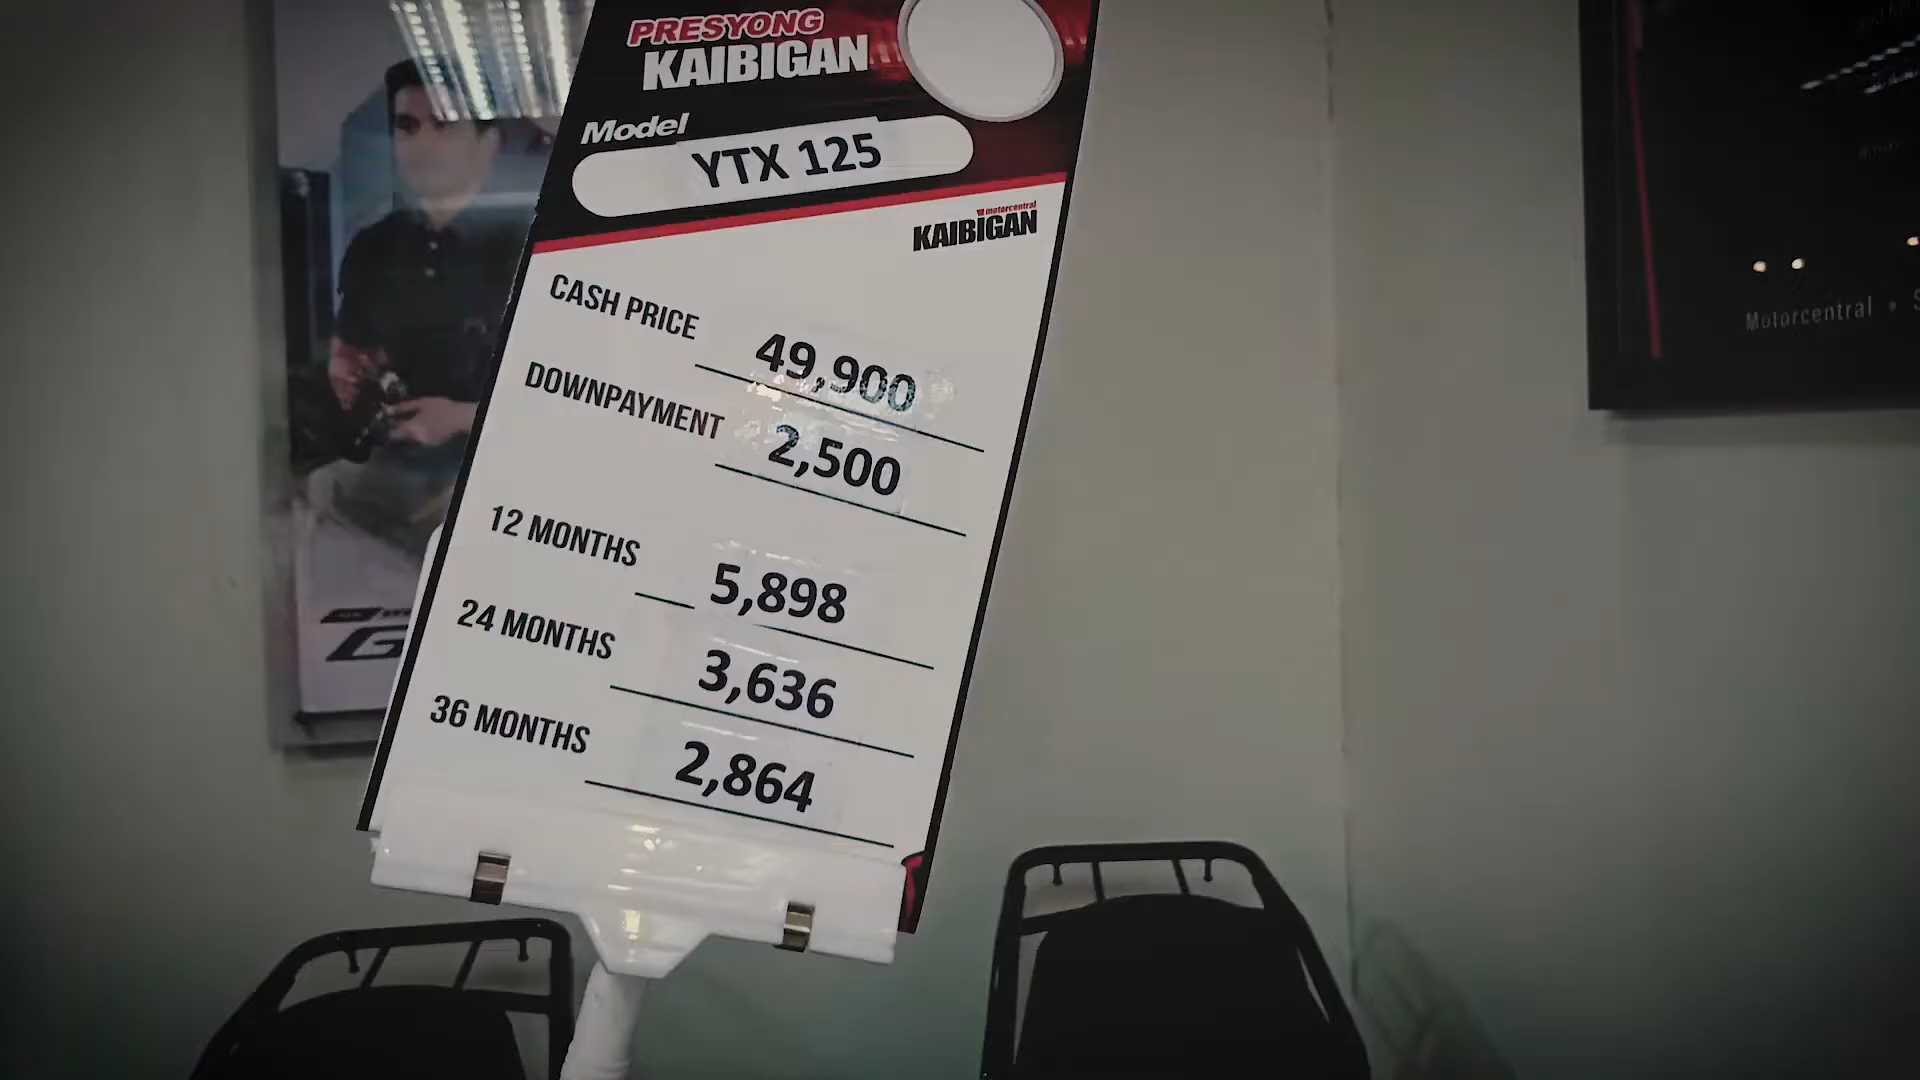 PRESYONG
KAIBIGAN
Model
YTX 125
motorcentral
KAIBIGAN
CASH PRICE 49,900
DOWNPAYMENT 2,500
12 MONTHS 5,898
24 MONTHS 3,636
36 MONTHS 2,864
Motorcentral •